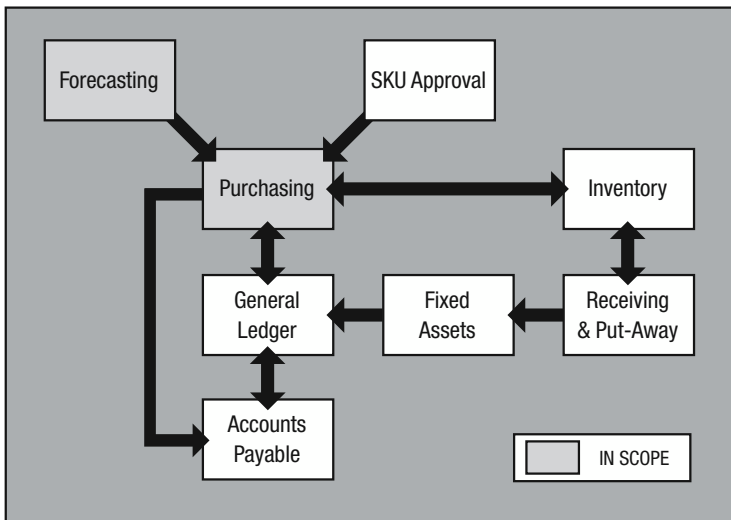 Forecasting
SKU Approval
Purchasing
Inventory
General
Ledger
Fixed
Assets
Receiving
& Put-Away
Accounts
Payable
IN SCOPE